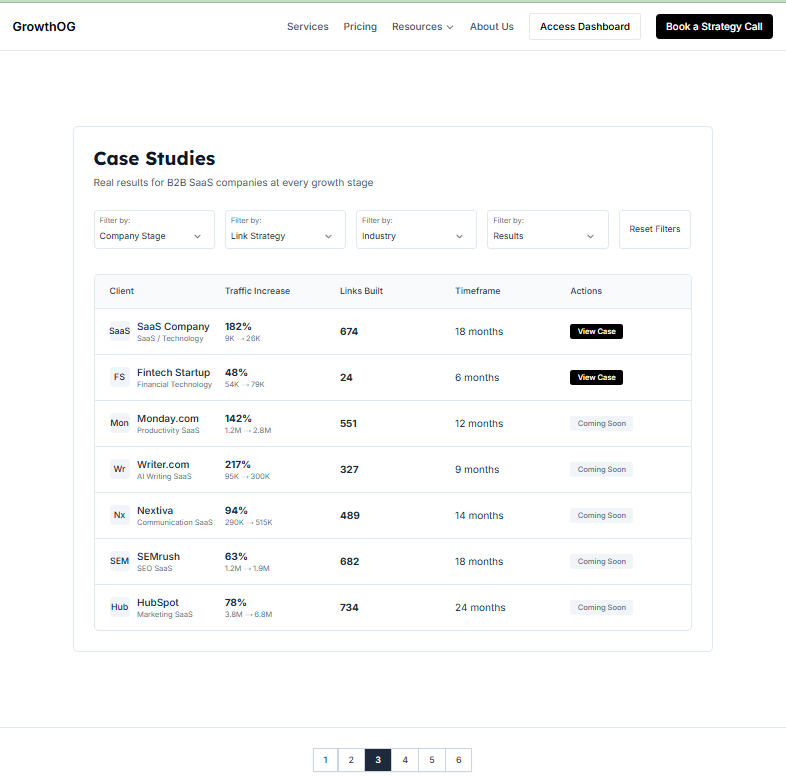 GrowthOG
Services Pricing Resources About Us Access Dashboard Book a Strategy Call
Case Studies
Real results for B2B SaaS companies at every growth stage
Filter by: Filter by: Filter by: Filter by:
Company Stage Link Strategy Industry Results Reset Filters
Client Traffic Increase Links Built Timeframe Actions
SaaS SaaS Company 182% 674 18 months View Case
SaaS / Technology 9K → 26K
FS Fintech Startup 48% 24 6 months View Case
Financial Technology 54K → 79K
Mon Monday.com 142% 551 12 months Coming Soon
Productivity SaaS 1.2M → 2.8M
Wr Writer.com 217% 327 9 months Coming Soon
AI Writing SaaS 95K → 300K
Nx Nextiva 94% 489 14 months Coming Soon
Communication SaaS 290K → 515K
SEM SEMrush 63% 682 18 months Coming Soon
SEO SaaS 1.2M → 1.9M
Hub HubSpot 78% 734 24 months Coming Soon
Marketing SaaS 3.8M → 6.8M
1 2 3 4 5 6